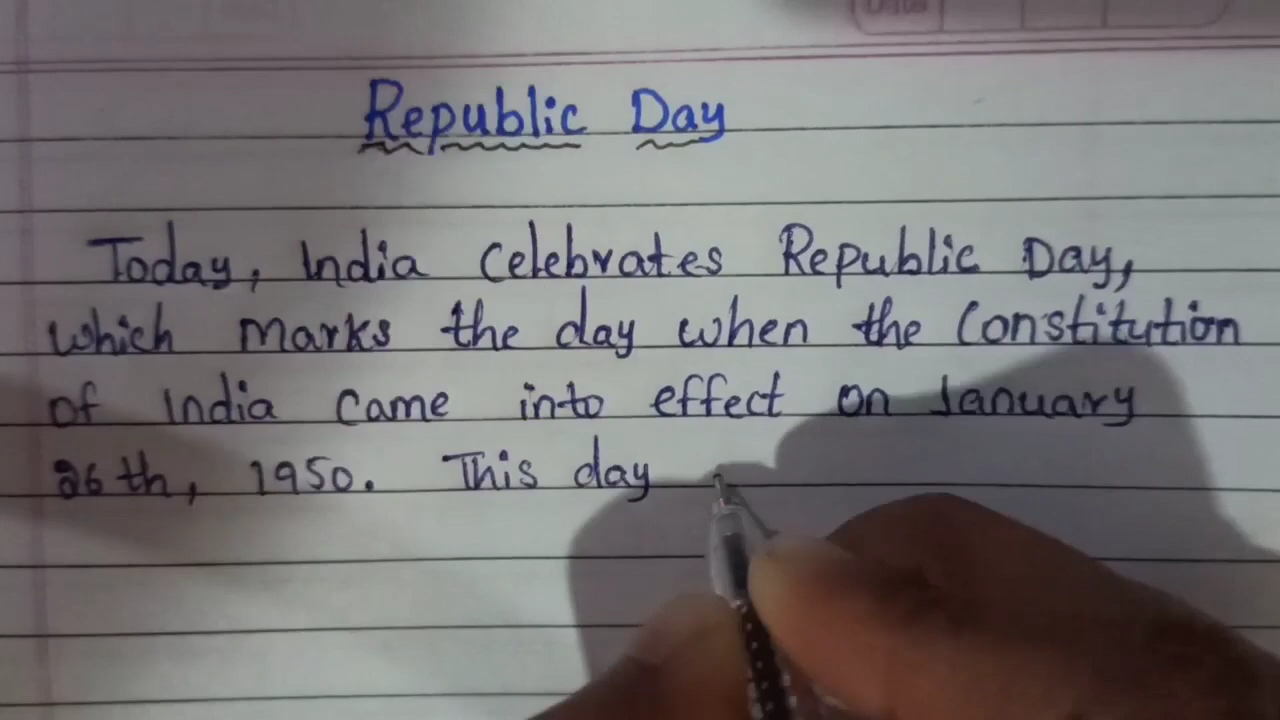 Date
Republic Day
Today, India celebrates Republic Day,
which marks the day when the Constitution
of India came into effect on January
26th, 1950. This day